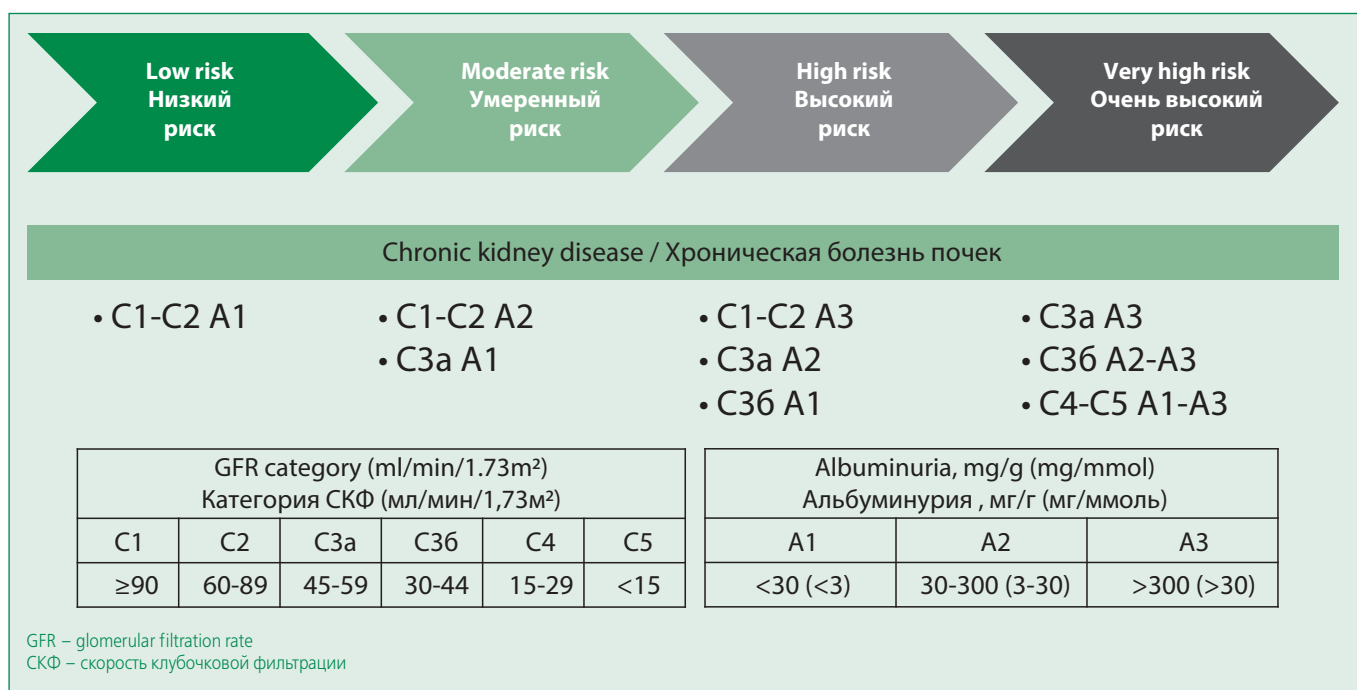 Low risk
Низкий
риск
Moderate risk
Умеренный
риск
High risk
Высокий
риск
Very high risk
Очень высокий
риск
Chronic kidney disease / Хроническая болезнь почек
• С1-С2 А1
• С1-С2 А2
• С3а А1
• С1-С2 А3
• С3а А2
• С3б А1
• С3а А3
• С3б А2-А3
• С4-С5 А1-А3
GFR category (ml/min/1.73m²)
Категория СКФ (мл/мин/1,73м²)
С1 С2 С3а С3б С4 С5
≥90 60-89 45-59 30-44 15-29 <15
Albuminuria, mg/g (mg/mmol)
Альбуминурия , мг/г (мг/ммоль)
А1 А2 А3
<30 (<3) 30-300 (3-30) >300 (>30)
GFR – glomerular filtration rate
СКФ – скорость клубочковой фильтрации